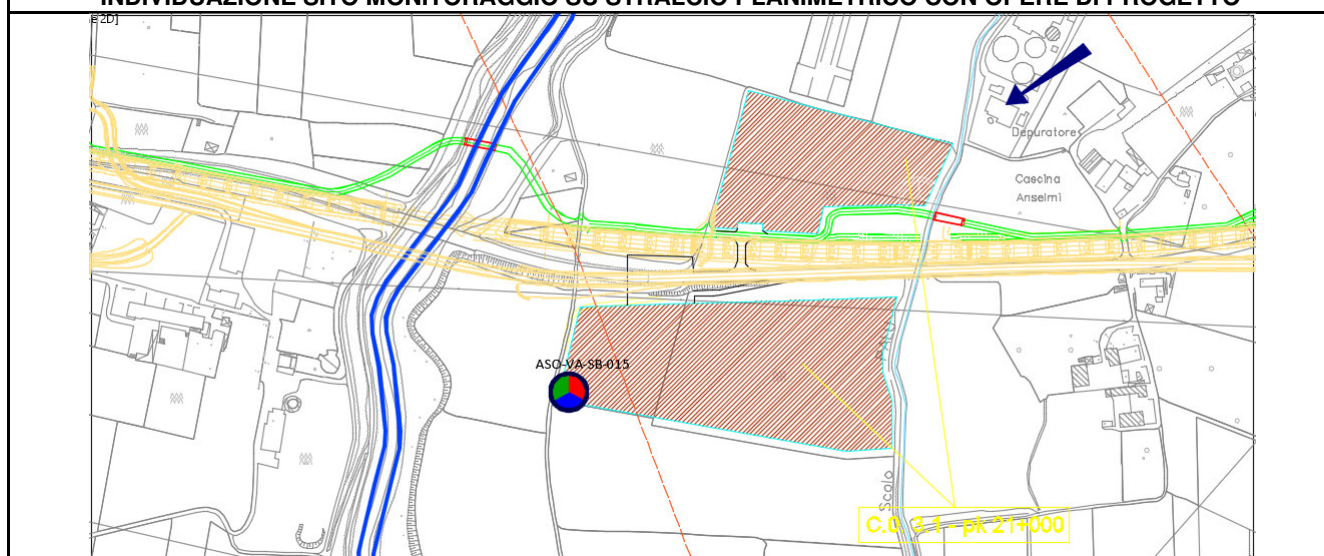 INDIVIDUAZIONE SITO MONITORAGGIO SU STRALCIO PLANIMETRICO CON OPERE DI PROGETTO
2D]
Depuratore
Cascina
Anselmi
ASO-VA-SB-015
Scolo
C.O. 3.1 - pk 21+000